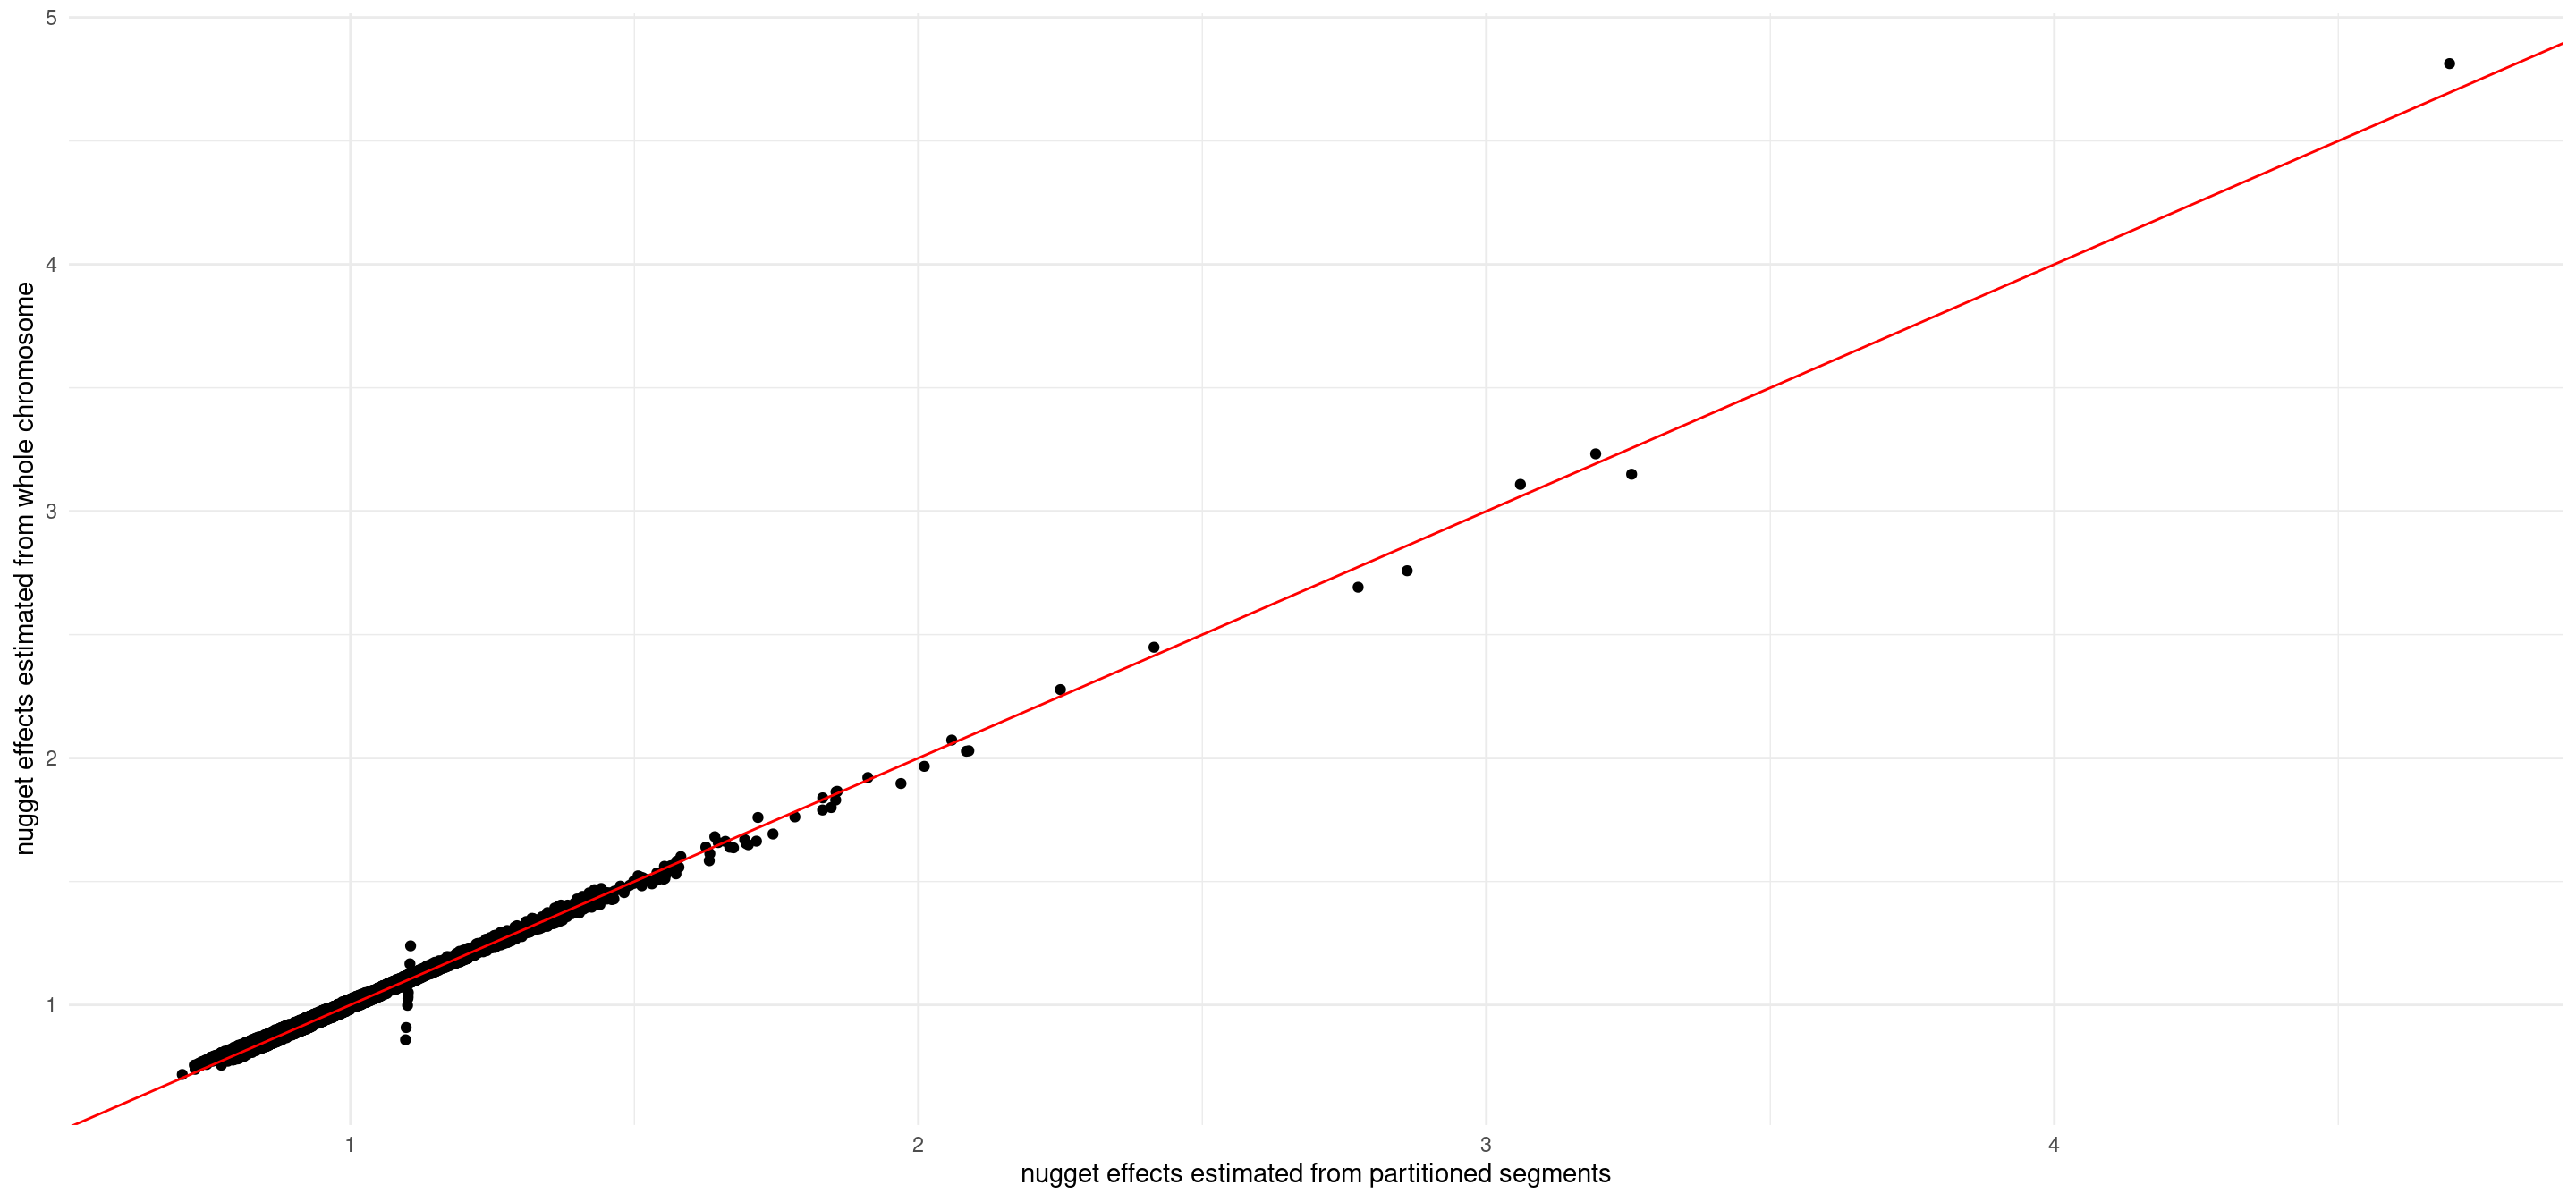 5
4
3
2
1
nugget effects estimated from whole chromosome
1 2 3 4
nugget effects estimated from partitioned segments